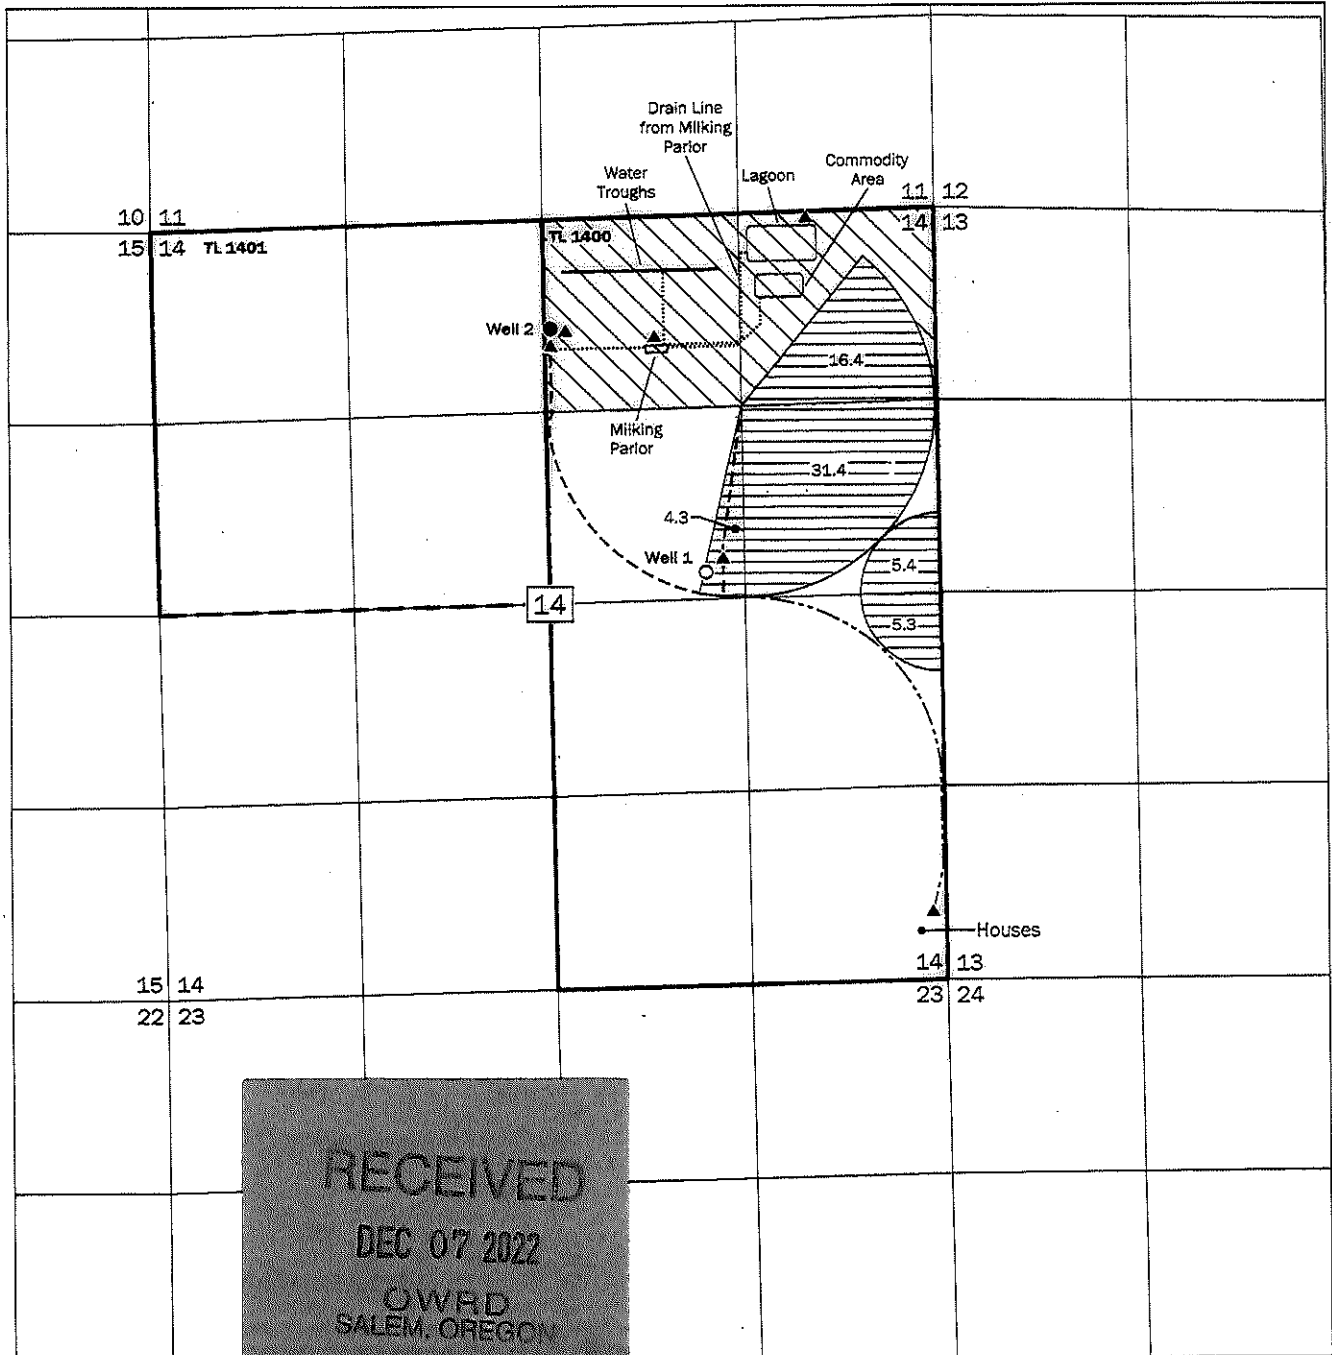 Drain Line
from Milking
Parlor
Water
Troughs
Lagoon
Commodity
Area
10 11
11 12
15 14 TL 1401
TL 1400
14 13
Well 2
16.4
Milking
Parlor
31.4
4.3
Well 1
5.4
14
5.3
Houses
15 14
14 13
22 23
23 24
RECEIVED
DEC 07 2022
OWRD
SALEM, OREGON